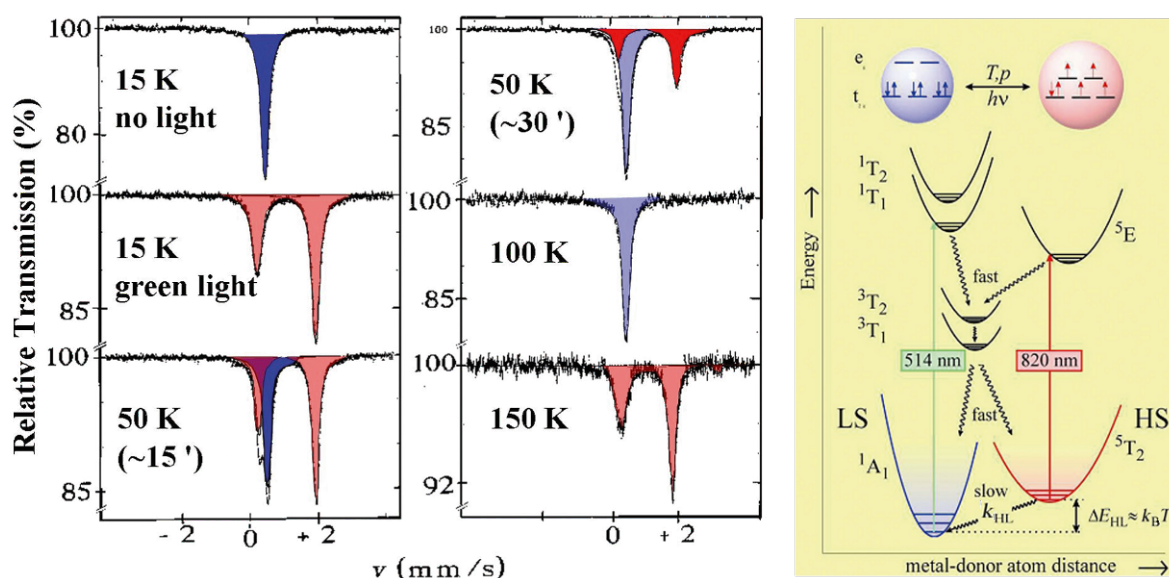 Relative Transmission (%)
100
80
15 K
no light
100
85
15 K
green light
100
85
50 K
(~15 ')
- 2
0
+ 2
100
85
50 K
(~30 ')
100
85
100 K
100
92
150 K
0
+ 2
v (mm/s)
e
t
T,p
hν
Energy
¹T₂
¹T₁
⁵E
fast
³T₂
³T₁
514 nm
820 nm
LS
HS
fast
¹A₁
⁵T₂
slow
k_HL
ΔE_HL ≈ k_BT
metal-donor atom distance